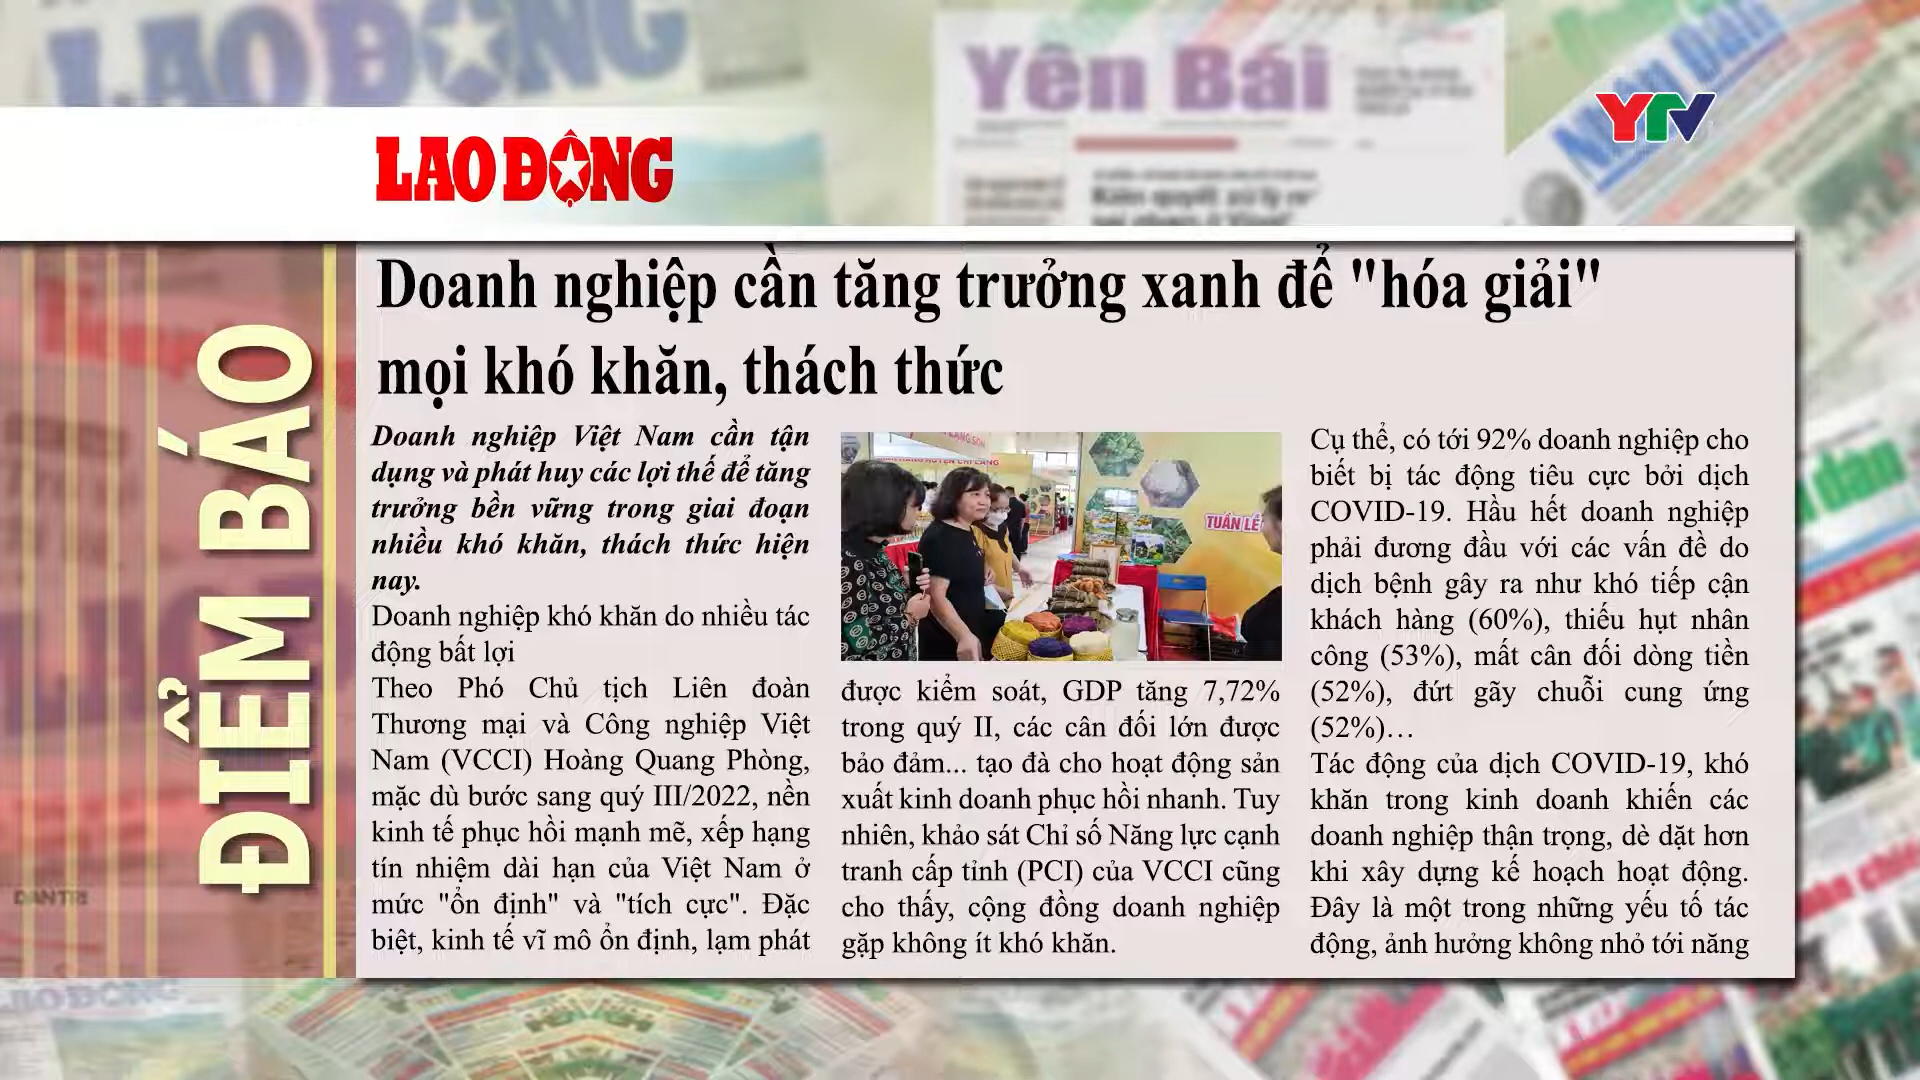 LAO ĐỘNG
Yên Bái
Nhân Dân
YTV
LAO ĐỘNG
ĐIỂM BÁO
Doanh nghiệp cần tăng trưởng xanh để "hóa giải"
mọi khó khăn, thách thức
Doanh nghiệp Việt Nam cần tận
dụng và phát huy các lợi thế để tăng
trưởng bền vững trong giai đoạn
nhiều khó khăn, thách thức hiện
nay.
Doanh nghiệp khó khăn do nhiều tác
động bất lợi
Theo Phó Chủ tịch Liên đoàn
Thương mại và Công nghiệp Việt
Nam (VCCI) Hoàng Quang Phòng,
mặc dù bước sang quý III/2022, nền
kinh tế phục hồi mạnh mẽ, xếp hạng
tín nhiệm dài hạn của Việt Nam ở
mức "ổn định" và "tích cực". Đặc
biệt, kinh tế vĩ mô ổn định, lạm phát
TUẦN LỄ
được kiểm soát, GDP tăng 7,72%
trong quý II, các cân đối lớn được
bảo đảm... tạo đà cho hoạt động sản
xuất kinh doanh phục hồi nhanh. Tuy
nhiên, khảo sát Chỉ số Năng lực cạnh
tranh cấp tỉnh (PCI) của VCCI cũng
cho thấy, cộng đồng doanh nghiệp
gặp không ít khó khăn.
Cụ thể, có tới 92% doanh nghiệp cho
biết bị tác động tiêu cực bởi dịch
COVID-19. Hầu hết doanh nghiệp
phải đương đầu với các vấn đề do
dịch bệnh gây ra như khó tiếp cận
khách hàng (60%), thiếu hụt nhân
công (53%), mất cân đối dòng tiền
(52%), đứt gãy chuỗi cung ứng
(52%)…
Tác động của dịch COVID-19, khó
khăn trong kinh doanh khiến các
doanh nghiệp thận trọng, dè dặt hơn
khi xây dựng kế hoạch hoạt động.
Đây là một trong những yếu tố tác
động, ảnh hưởng không nhỏ tới năng
DAN TRI
LAO ĐỘNG